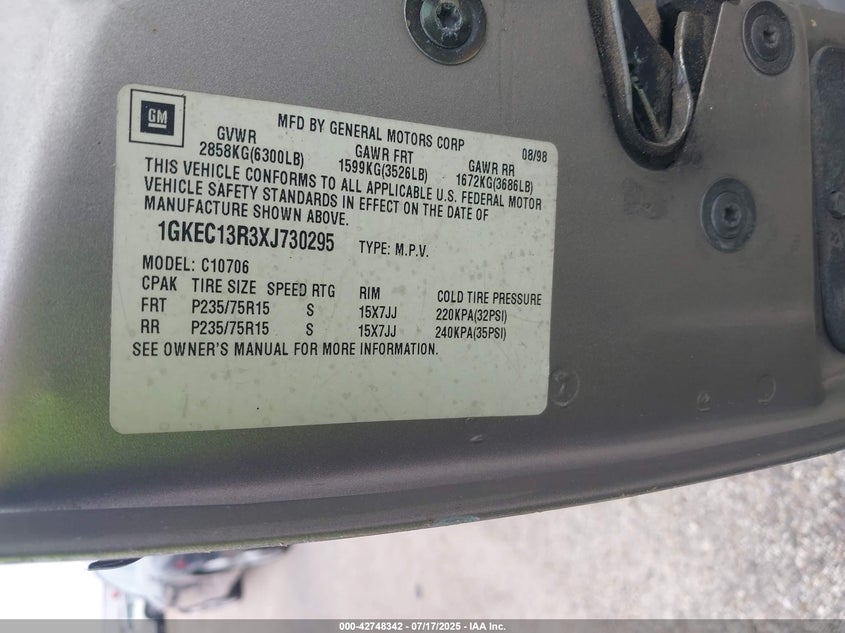 GM
MFD BY GENERAL MOTORS CORP 08/98
GVWR GAWR FRT GAWR RR
2858KG(6300LB) 1599KG(3526LB) 1672KG(3686LB)
THIS VEHICLE CONFORMS TO ALL APPLICABLE U.S. FEDERAL MOTOR
VEHICLE SAFETY STANDARDS IN EFFECT ON THE DATE OF
MANUFACTURE SHOWN ABOVE.
1GKEC13R3XJ730295 TYPE: M.P.V.
MODEL: C10706
CPAK TIRE SIZE SPEED RTG RIM COLD TIRE PRESSURE
FRT P235/75R15 S 15X7JJ 220KPA(32PSI)
RR P235/75R15 S 15X7JJ 240KPA(35PSI)
SEE OWNER'S MANUAL FOR MORE INFORMATION.
000-42748342 / 07/17/2025 - IAA Inc.